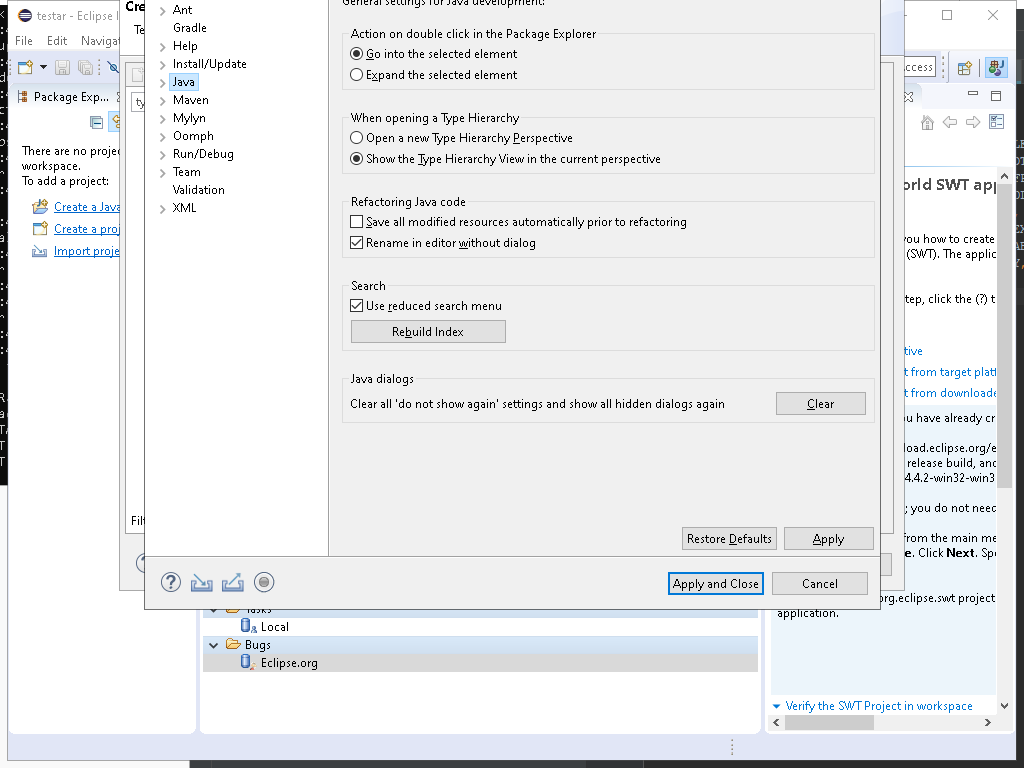 testar - Eclipse I
File Edit Navigat
Package Exp...
There are no proje
workspace.
To add a project:
Create a Java
Create a proj
Import proje
Cre
Te
ty
Filt
Ant
Gradle
Help
Install/Update
Java
Maven
Mylyn
Oomph
Run/Debug
Team
Validation
XML
General settings for Java development:
Action on double click in the Package Explorer
Go into the selected element
Expand the selected element
When opening a Type Hierarchy
Open a new Type Hierarchy Perspective
Show the Type Hierarchy View in the current perspective
Refactoring Java code
Save all modified resources automatically prior to refactoring
Rename in editor without dialog
Search
Use reduced search menu
Rebuild Index
Java dialogs
Clear all 'do not show again' settings and show all hidden dialogs again
Clear
Restore Defaults
Apply
Apply and Close
Cancel
Tasks
Local
Bugs
Eclipse.org
ccess
orld SWT app
you how to create
(SWT). The applic
tep, click the (?) t
tive
t from target platf
t from downloade
ou have already cr
load.eclipse.org/e
release build, and
4.4.2-win32-win3
; you do not need
from the main me
e. Click Next. Spe
org.eclipse.swt project
application.
Verify the SWT Project in workspace